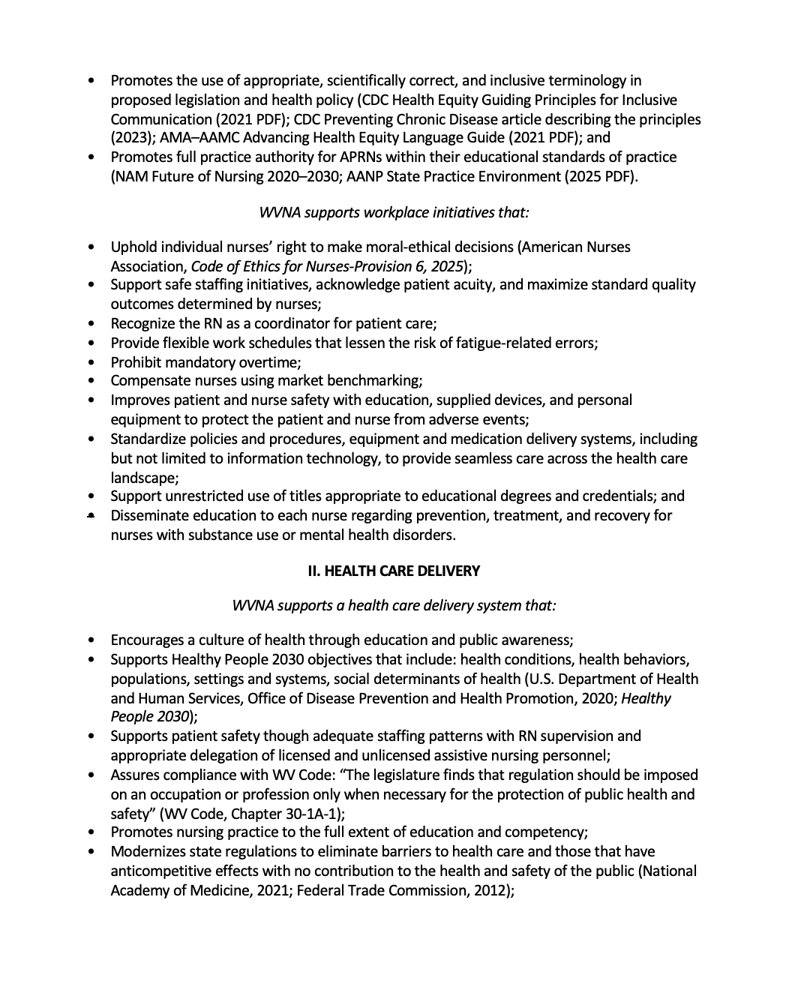 • Promotes the use of appropriate, scientifically correct, and inclusive terminology in
proposed legislation and health policy (CDC Health Equity Guiding Principles for Inclusive
Communication (2021 PDF); CDC Preventing Chronic Disease article describing the principles
(2023); AMA–AAMC Advancing Health Equity Language Guide (2021 PDF); and
• Promotes full practice authority for APRNs within their educational standards of practice
(NAM Future of Nursing 2020–2030; AANP State Practice Environment (2025 PDF).
WVNA supports workplace initiatives that:
• Uphold individual nurses’ right to make moral-ethical decisions (American Nurses
Association, Code of Ethics for Nurses-Provision 6, 2025);
• Support safe staffing initiatives, acknowledge patient acuity, and maximize standard quality
outcomes determined by nurses;
• Recognize the RN as a coordinator for patient care;
• Provide flexible work schedules that lessen the risk of fatigue-related errors;
• Prohibit mandatory overtime;
• Compensate nurses using market benchmarking;
• Improves patient and nurse safety with education, supplied devices, and personal
equipment to protect the patient and nurse from adverse events;
• Standardize policies and procedures, equipment and medication delivery systems, including
but not limited to information technology, to provide seamless care across the health care
landscape;
• Support unrestricted use of titles appropriate to educational degrees and credentials; and
• Disseminate education to each nurse regarding prevention, treatment, and recovery for
nurses with substance use or mental health disorders.
II. HEALTH CARE DELIVERY
WVNA supports a health care delivery system that:
• Encourages a culture of health through education and public awareness;
• Supports Healthy People 2030 objectives that include: health conditions, health behaviors,
populations, settings and systems, social determinants of health (U.S. Department of Health
and Human Services, Office of Disease Prevention and Health Promotion, 2020; Healthy
People 2030);
• Supports patient safety though adequate staffing patterns with RN supervision and
appropriate delegation of licensed and unlicensed assistive nursing personnel;
• Assures compliance with WV Code: “The legislature finds that regulation should be imposed
on an occupation or profession only when necessary for the protection of public health and
safety” (WV Code, Chapter 30-1A-1);
• Promotes nursing practice to the full extent of education and competency;
• Modernizes state regulations to eliminate barriers to health care and those that have
anticompetitive effects with no contribution to the health and safety of the public (National
Academy of Medicine, 2021; Federal Trade Commission, 2012);